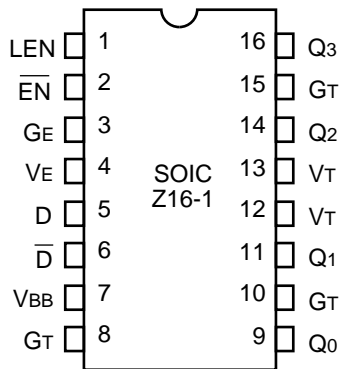 LEN 1 16 Q3
E̅N̅ 2 15 GT
GE 3 14 Q2
VE 4 13 VT
SOIC
Z16-1
D 5 12 VT
D̅ 6 11 Q1
VBB 7 10 GT
GT 8 9 Q0